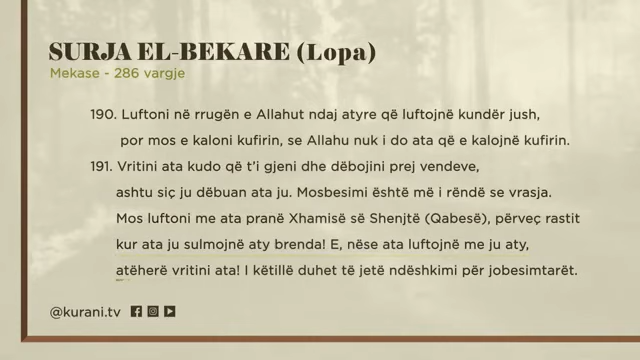 SURJA EL-BEKARE (Lopa)
Mekase - 286 vargje
190. Luftoni në rrugën e Allahut ndaj atyre që luftojnë kundër jush,
por mos e kaloni kufirin, se Allahu nuk i do ata që e kalojnë kufirin.
191. Vritini ata kudo që t'i gjeni dhe dëbojini prej vendeve,
ashtu siç ju dëbuan ata ju. Mosbesimi është më i rëndë se vrasja.
Mos luftoni me ata pranë Xhamisë së Shenjtë (Qabesë), përveç rastit
kur ata ju sulmojnë aty brenda! E, nëse ata luftojnë me ju aty,
atëherë vritini ata! I këtillë duhet të jetë ndëshkimi për jobesimtarët.
@kurani.tv